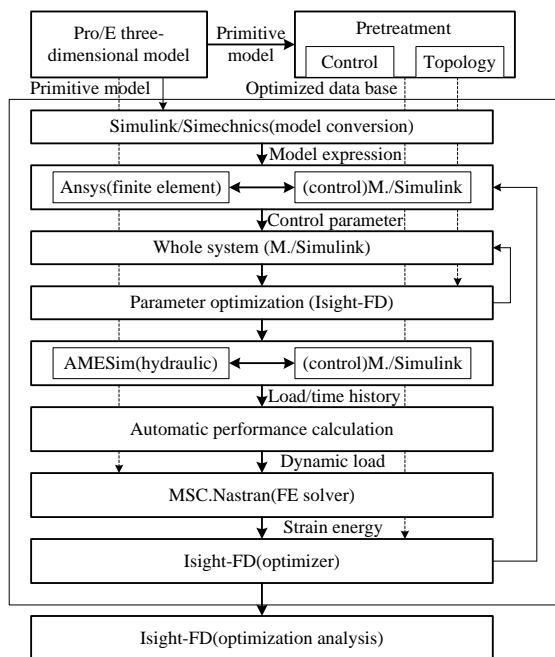 Pro/E three-
dimensional model
Primitive
model
Pretreatment
Control
Topology
Primitive model
Optimized data base
Simulink/Simechnics(model conversion)
Model expression
Ansys(finite element)
(control)M./Simulink
Control parameter
Whole system (M./Simulink)
Parameter optimization (Isight-FD)
AMESim(hydraulic)
(control)M./Simulink
Load/time history
Automatic performance calculation
Dynamic load
MSC.Nastran(FE solver)
Strain energy
Isight-FD(optimizer)
Isight-FD(optimization analysis)